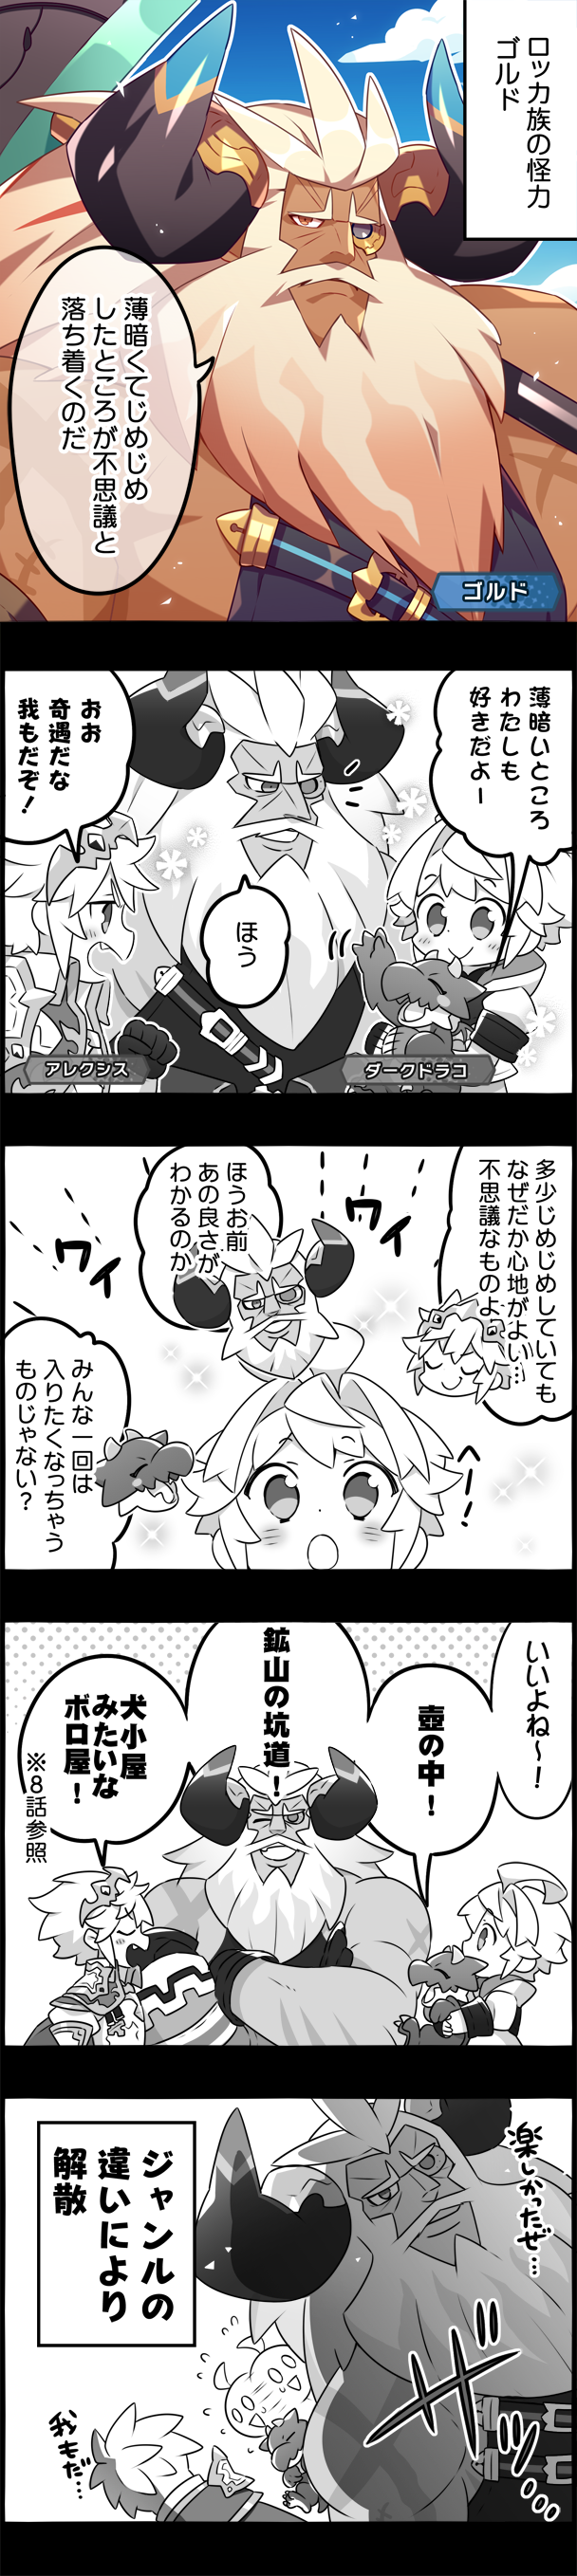 ロッカ族の怪力
ゴルド
薄暗くてじめじめ
したところが不思議と
落ち着くのだ
ゴルド
薄暗いところ
わたしも
好きだよー
ほう
おお
奇遇だな
我もだぞ！
ダークドラコ
アレクシス
多少じめじめしていても
なぜだか心地がよい…
不思議なものよ
ほうお前
あの良さが
わかるのか
ワイ
ワイ
へー！
みんな一回は
入りたくなっちゃう
ものじゃない？
いいよね〜！
壺の中！
鉱山の坑道！
犬小屋
みたいな
ボロ屋！
※８話参照
楽しかったぜ…
ジャンルの
違いにより
解散
我もだ…